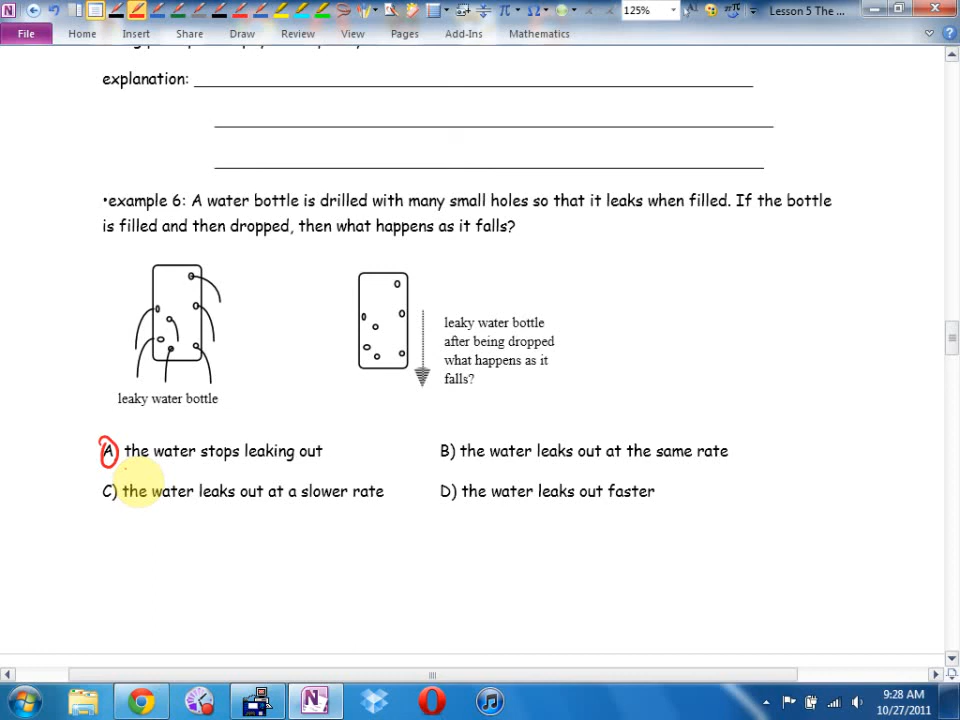 125%
Lesson 5 The ...
File Home Insert Share Draw Review View Pages Add-Ins Mathematics
explanation:
•example 6: A water bottle is drilled with many small holes so that it leaks when filled. If the bottle
is filled and then dropped, then what happens as it falls?
leaky water bottle
after being dropped
what happens as it
falls?
leaky water bottle
A) the water stops leaking out
B) the water leaks out at the same rate
C) the water leaks out at a slower rate
D) the water leaks out faster
9:28 AM
10/27/2011